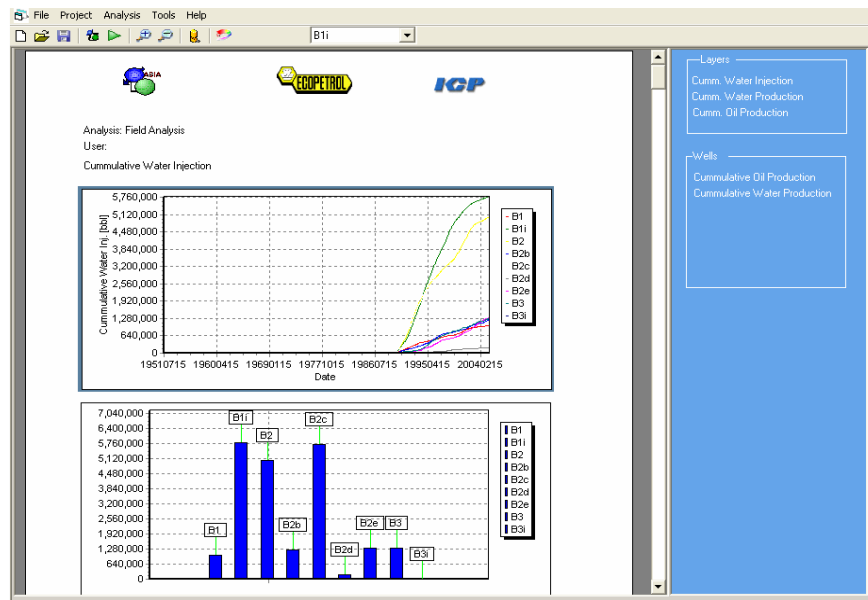 File Project Analysis Tools Help
B1i
ABIA
ECOPETROL
ICP
Analysis: Field Analysis
User:
Cummulative Water Injection
5,760,000
5,120,000
4,480,000
3,840,000
3,200,000
2,560,000
1,920,000
1,280,000
640,000
0
Cummulative Water Inj. [bbl]
19510715 19600415 19690115 19771015 19860715 19950415 20040215
Date
B1
B1i
B2
B2b
B2c
B2d
B2e
B3
B3i
7,040,000
6,400,000
5,760,000
5,120,000
4,480,000
3,840,000
3,200,000
2,560,000
1,920,000
1,280,000
640,000
0
B1
B1i
B2
B2b
B2c
B2d
B2e
B3
B3i
B1
B1i
B2
B2b
B2c
B2d
B2e
B3
B3i
Layers
Cumm. Water Injection
Cumm. Water Production
Cumm. Oil Production
Wells
Cummulative Oil Production
Cummulative Water Production